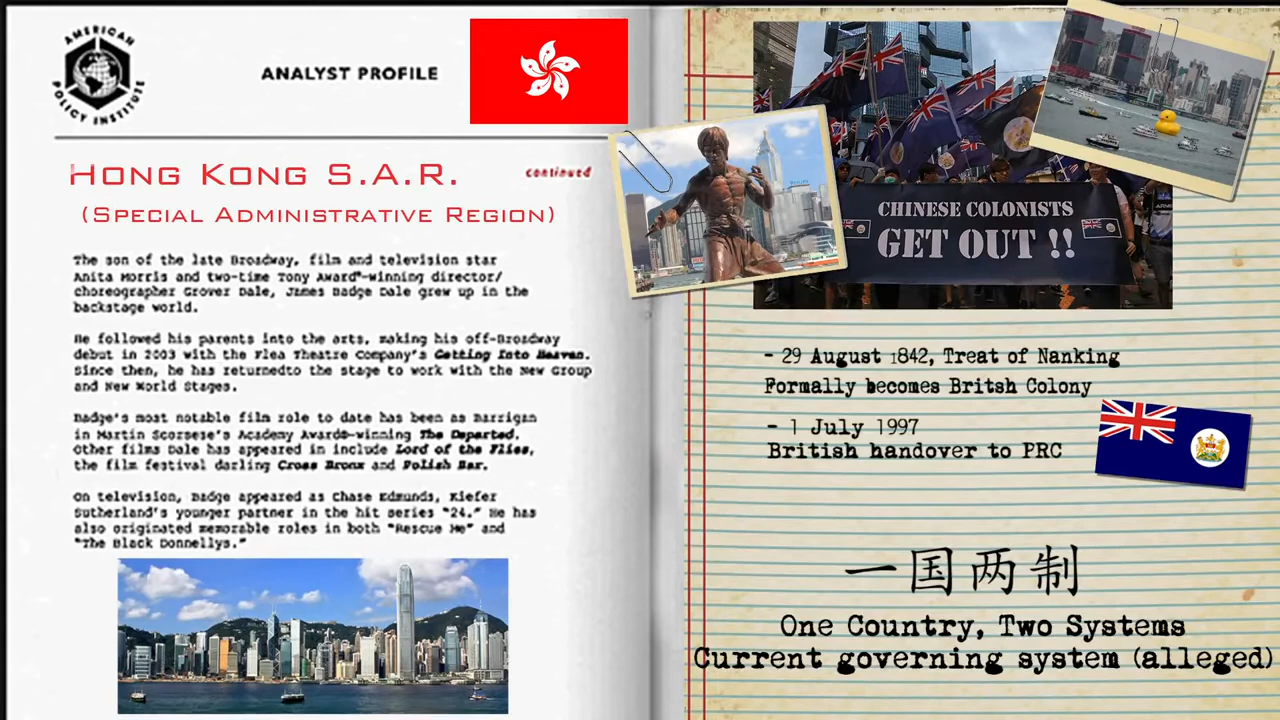 AMERICAN
POLICY INSTITUTE
ANALYST PROFILE
HONG KONG S.A.R.
continued
(SPECIAL ADMINISTRATIVE REGION)
The son of the late Broadway, film and television star
Anita Morris and two-time Tony Award®-winning director/
choreographer Grover Dale, James Badge Dale grew up in the
backstage world.
He followed his parents into the arts, making his off-Broadway
debut in 2003 with the Flea Theatre Company's Getting Into Heaven.
Since then, he has returnedto the stage to work with the New Group
and New World Stages.
Badge's most notable film role to date has been as Barrigan
in Martin Scorsese's Academy Award®-winning The Departed.
Other films Dale has appeared in include Lord of the Flies,
the film festival darling Cross Bronx and Polish Bar.
On television, Badge appeared as Chase Edmunds, Kiefer
Sutherland's younger partner in the hit series "24." He has
also originated memorable roles in both "Rescue Me" and
"The Black Donnellys."
CHINESE COLONISTS
GET OUT !!
- 29 August 1842, Treat of Nanking
Formally becomes Britsh Colony
- 1 July 1997
British handover to PRC
一国两制
One Country, Two Systems
Current governing system (alleged)